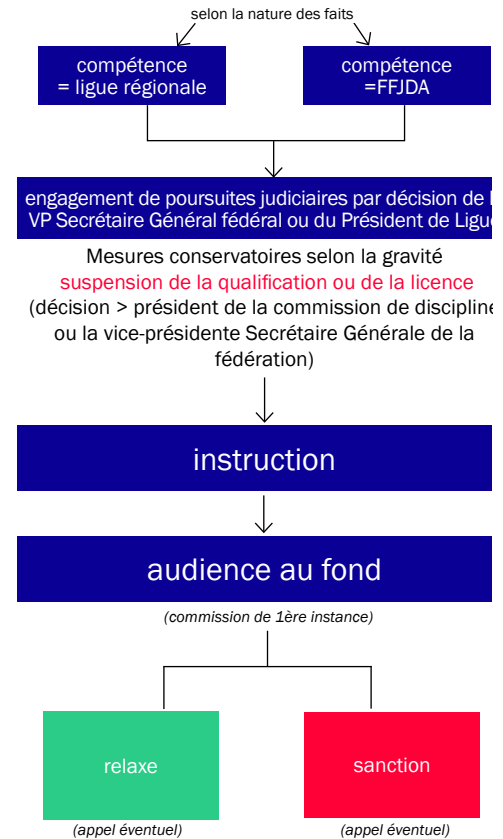 selon la nature des faits
compétence
= ligue régionale
compétence
=FFJDA
engagement de poursuites judiciaires par décision de
VP Secrétaire Général fédéral ou du Président de Ligue
Mesures conservatoires selon la gravité
suspension de la qualification ou de la licence
(décision > président de la commission de discipline
ou la vice-présidente Secrétaire Générale de la
fédération)
instruction
audience au fond
(commission de 1ère instance)
relaxe
sanction
(appel éventuel)
(appel éventuel)